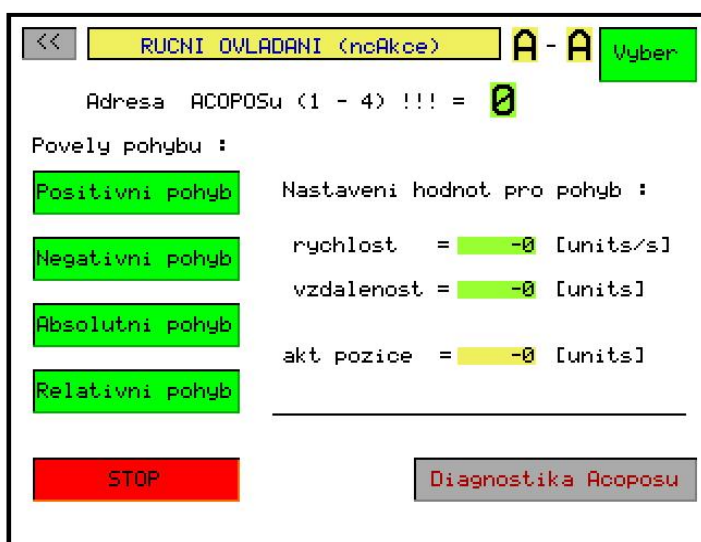 << RUCNI OVLADANI (ncAkce) A - A Vyber
Adresa ACOPOSu (1 - 4) !!! = 0
Povely pohybu :
Positivni pohyb
Nastaveni hodnot pro pohyb :
Negativni pohyb
rychlost = -0 [units/s]
vzdalenost = -0 [units]
Absolutni pohyb
akt pozice = -0 [units]
Relativni pohyb
STOP
Diagnostika Acoposu